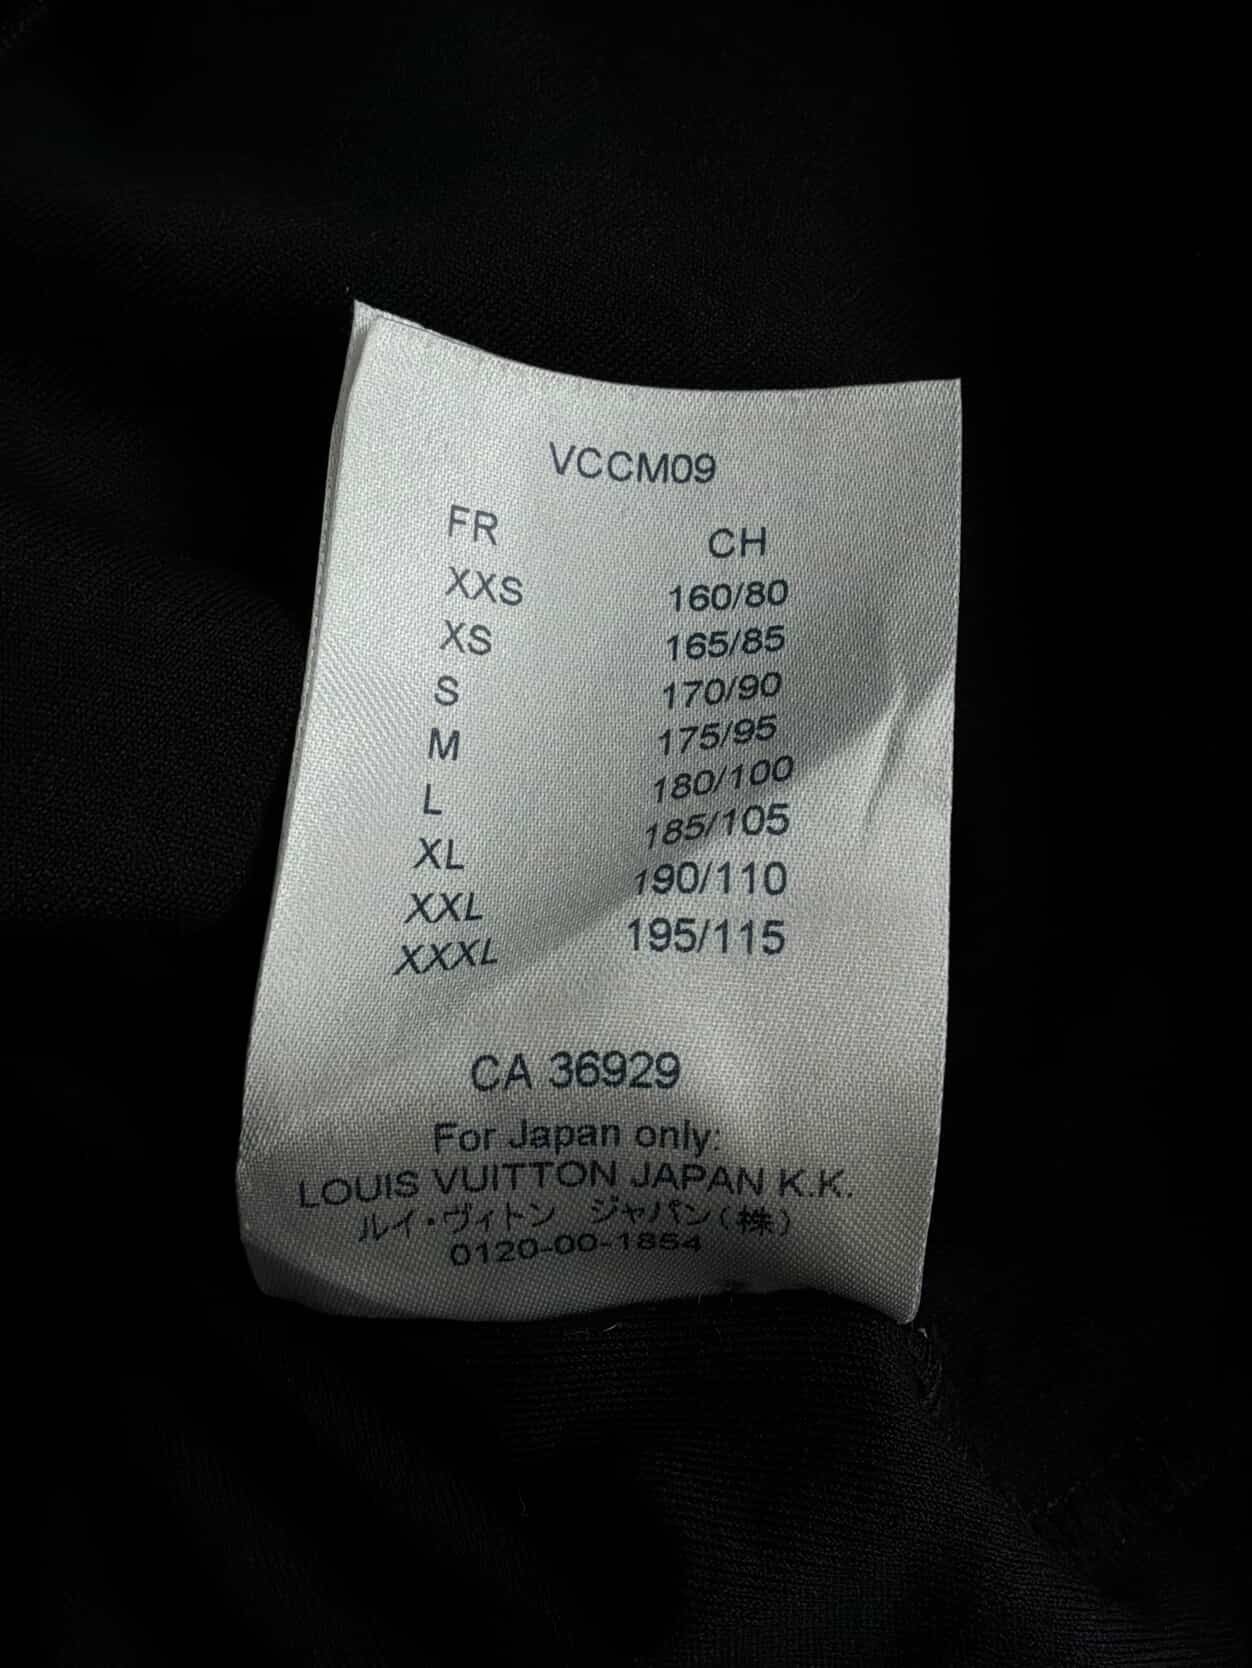 VCCM09
FR CH
XXS 160/80
XS 165/85
S 170/90
M 175/95
L 180/100
XL 185/105
XXL 190/110
XXXL 195/115
CA 36929
For Japan only:
LOUIS VUITTON JAPAN K.K.
ルイ・ヴィトン ジャパン(株)
0120-00-1854